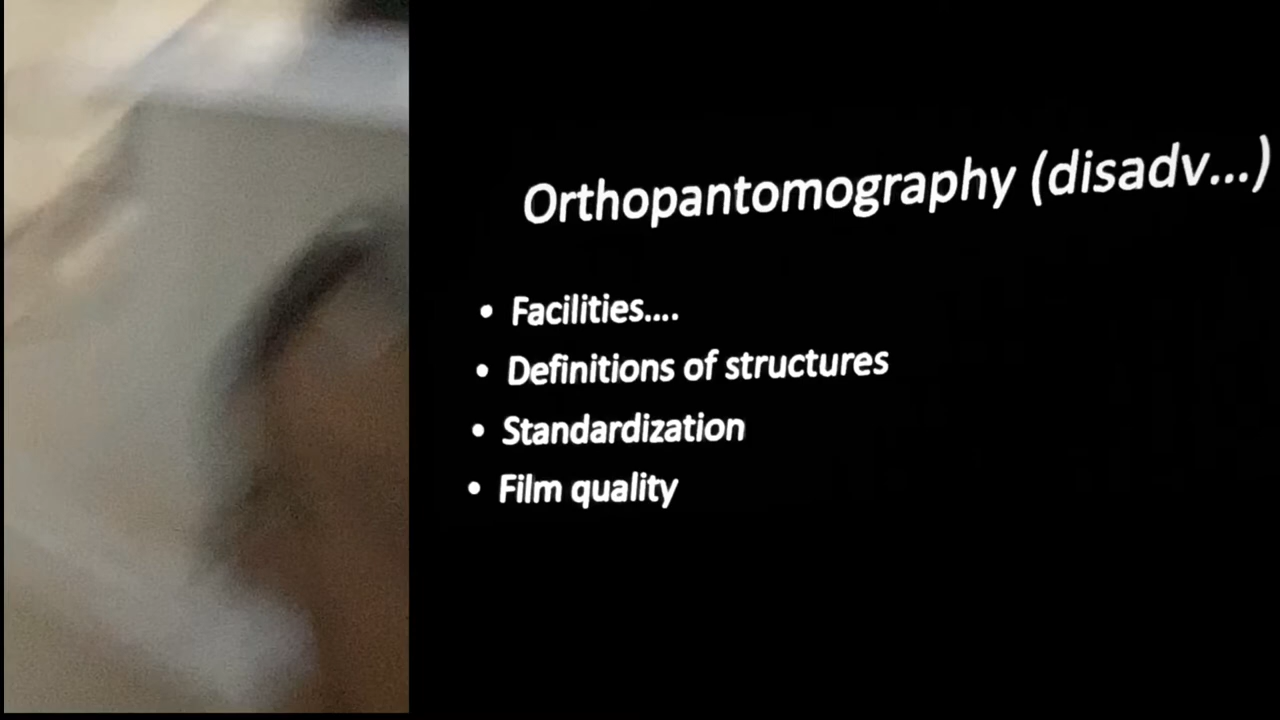 Orthopantomography (disadv...)
• Facilities....
• Definitions of structures
• Standardization
• Film quality